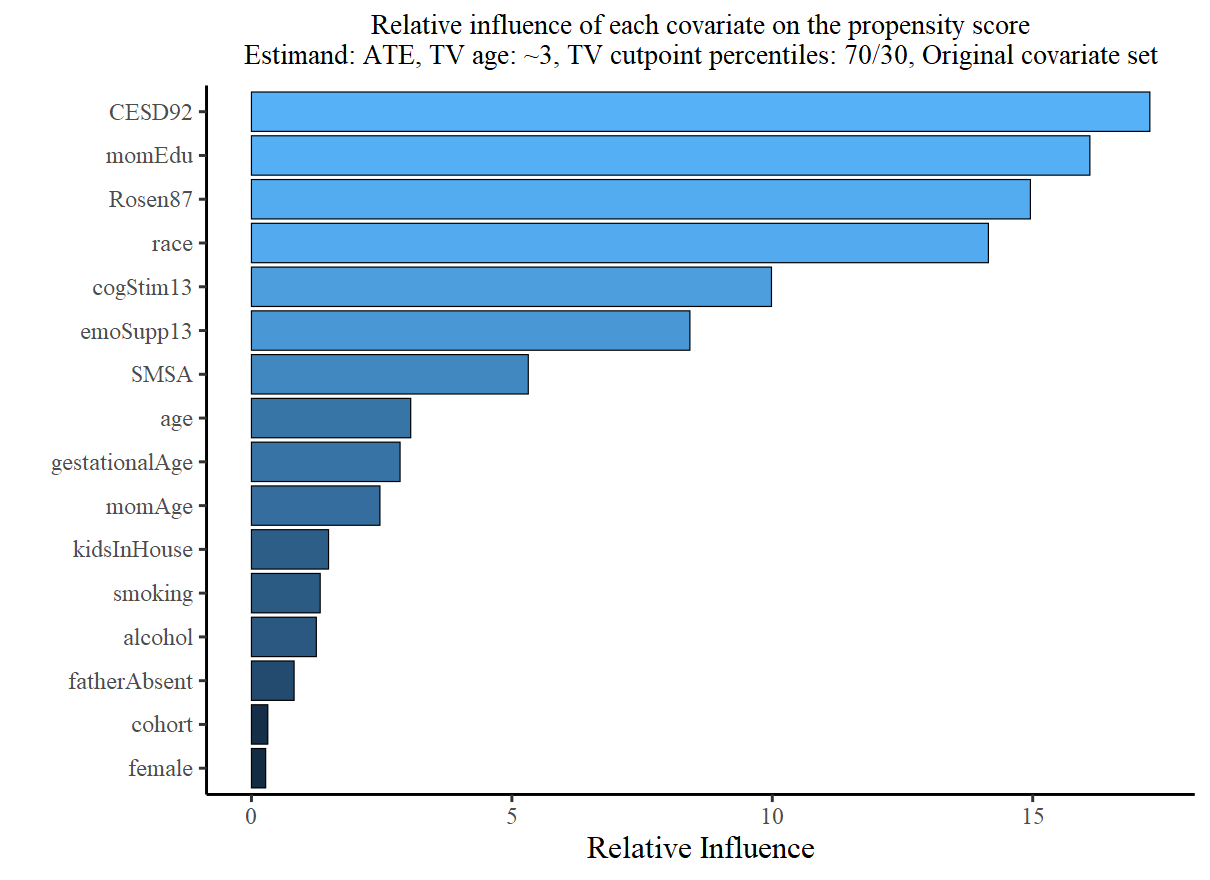 Relative influence of each covariate on the propensity score
Estimand: ATE, TV age: ~3, TV cutpoint percentiles: 70/30, Original covariate set
CESD92
momEdu
Rosen87
race
cogStim13
emoSupp13
SMSA
age
gestationalAge
momAge
kidsInHouse
smoking
alcohol
fatherAbsent
cohort
female
0 5 10 15
Relative Influence